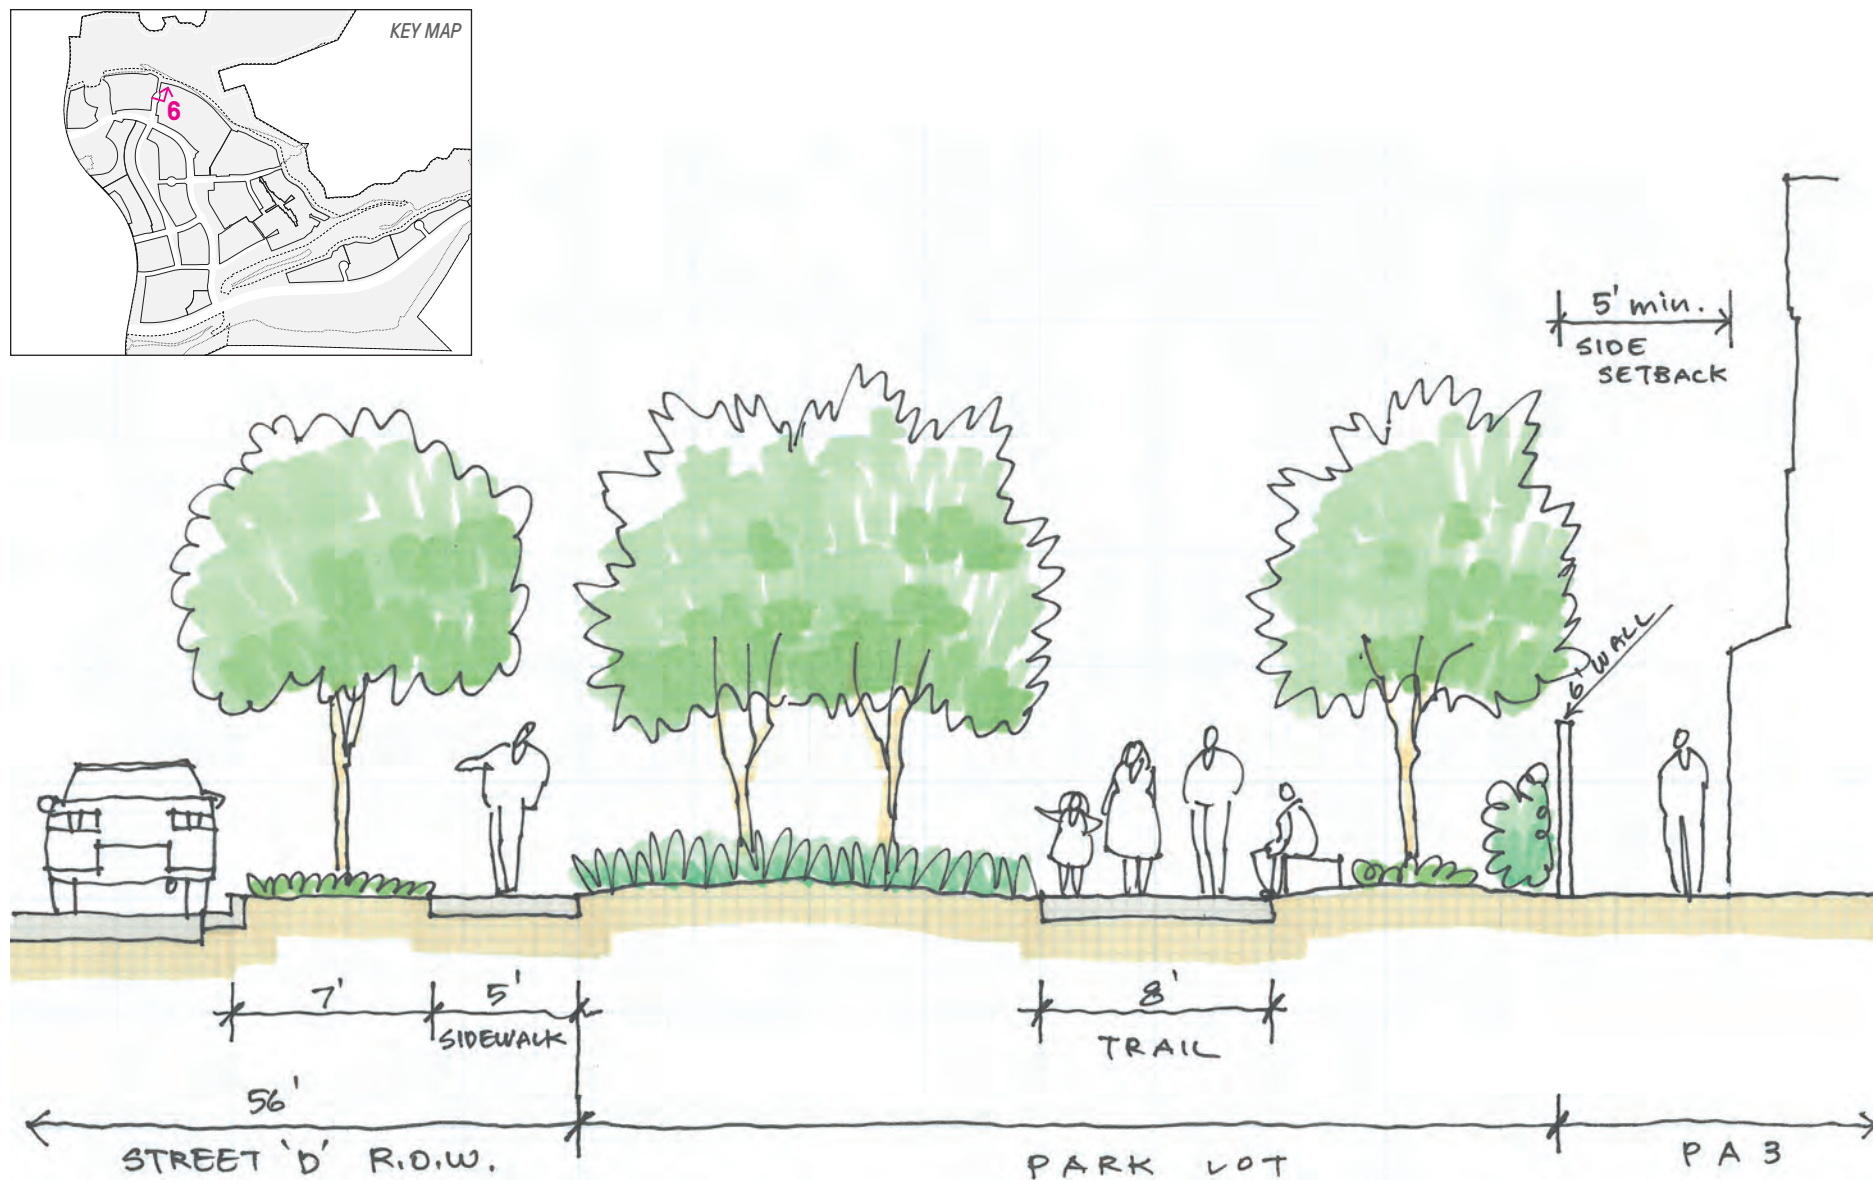 KEY MAP
6
5' min.
SIDE
SETBACK
6' WALL
7'
5'
SIDEWALK
8'
TRAIL
56'
STREET 'D' R.O.W.
PARK LOT
PA 3